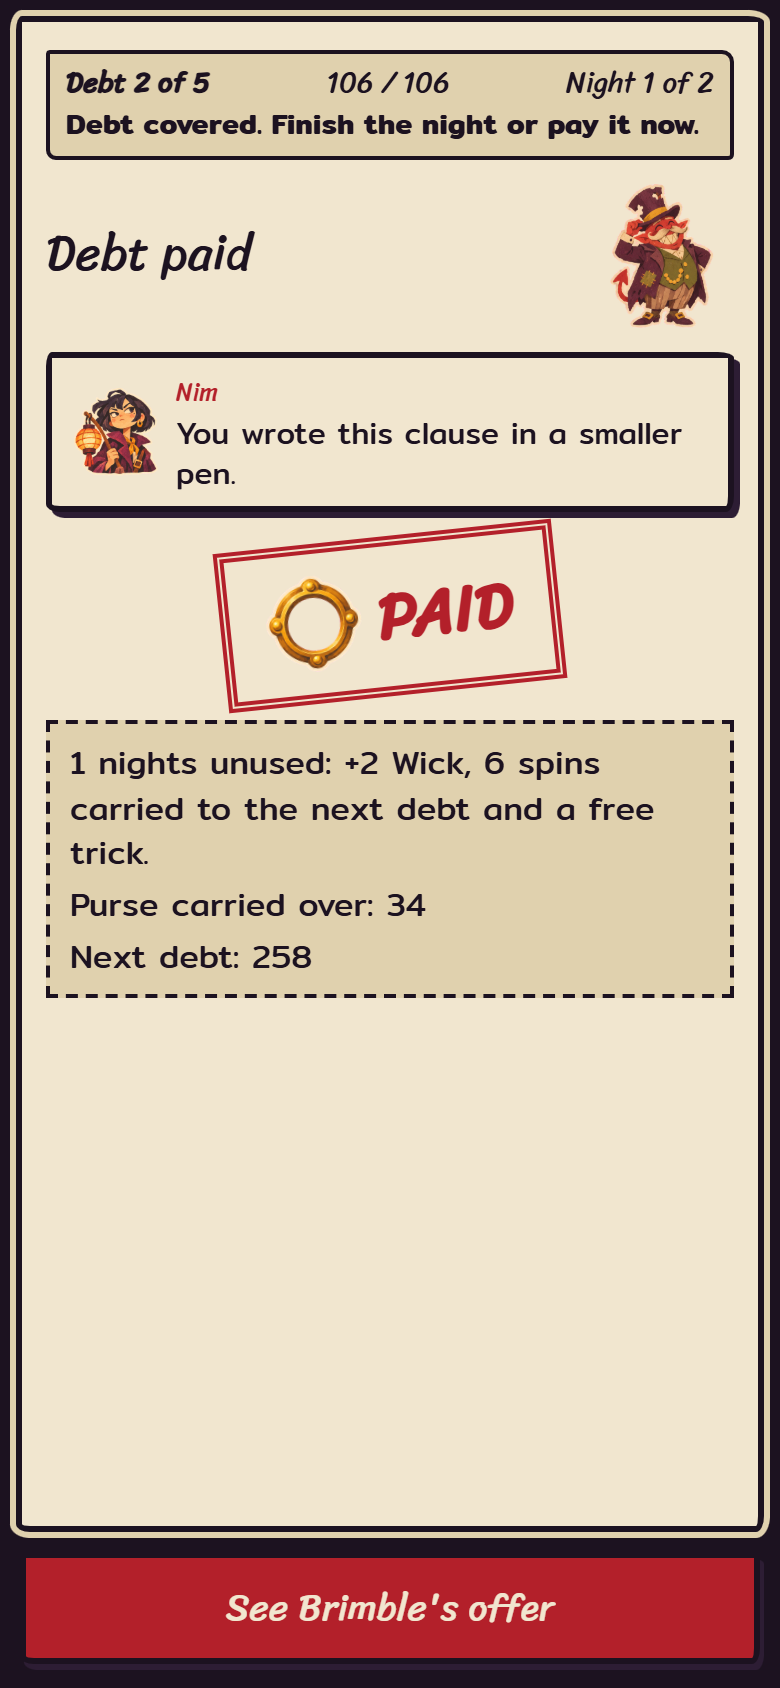 Debt 2 of 5
106 / 106
Night 1 of 2
Debt covered. Finish the night or pay it now.
Debt paid
Nim
You wrote this clause in a smaller
pen.
PAID
1 nights unused: +2 Wick, 6 spins
carried to the next debt and a free
trick.
Purse carried over: 34
Next debt: 258
See Brimble's offer